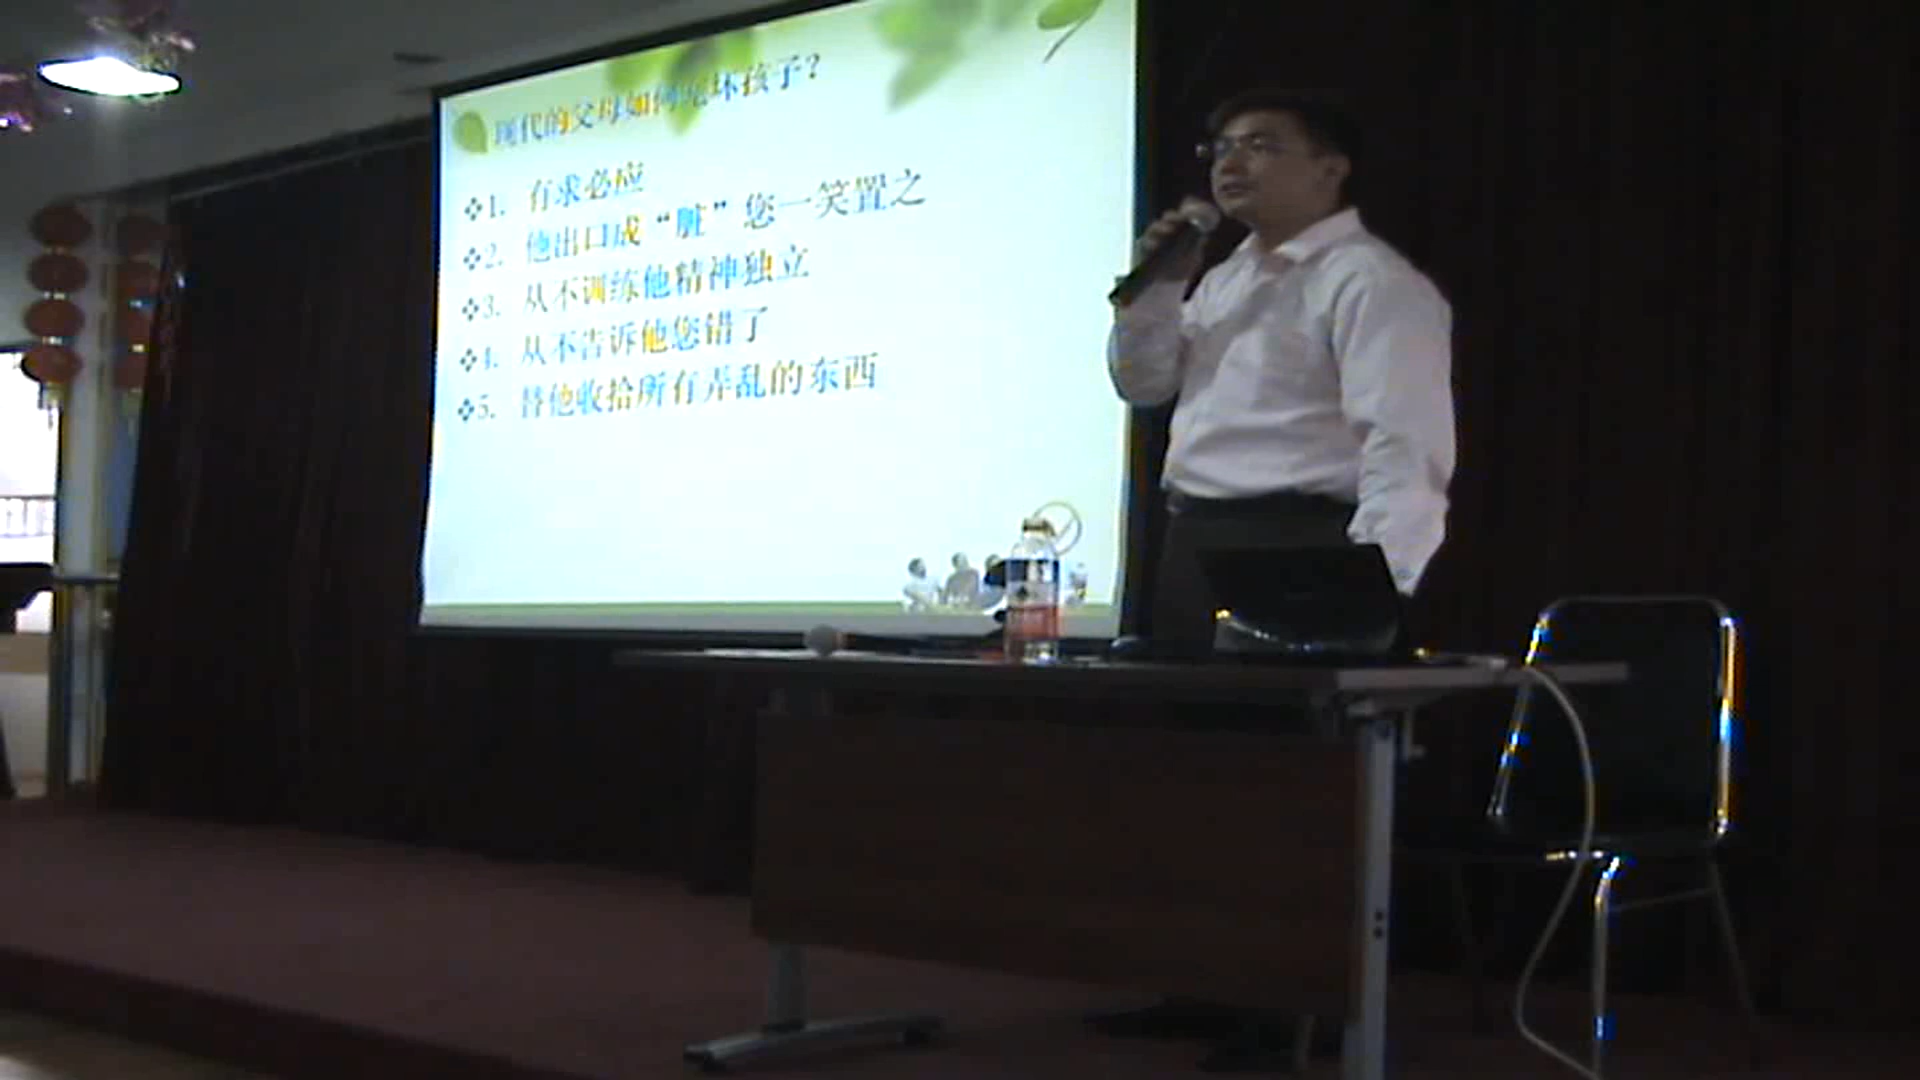 现代的父母如何宠坏孩子?
❖1. 有求必应
❖2. 他出口成“脏”您一笑置之
❖3. 从不训练他精神独立
❖4. 从不告诉他您错了
❖5. 替他收拾所有弄乱的东西